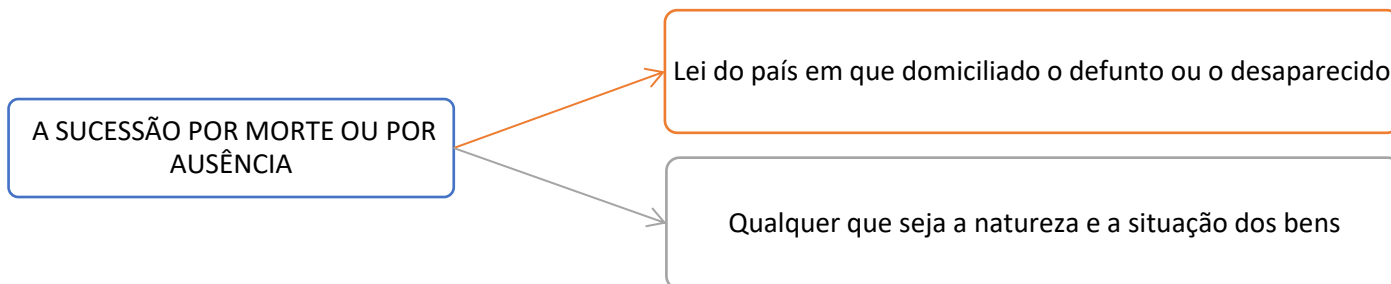 A SUCESSÃO POR MORTE OU POR
AUSÊNCIA
Lei do país em que domiciliado o defunto ou o desaparecido
Qualquer que seja a natureza e a situação dos bens